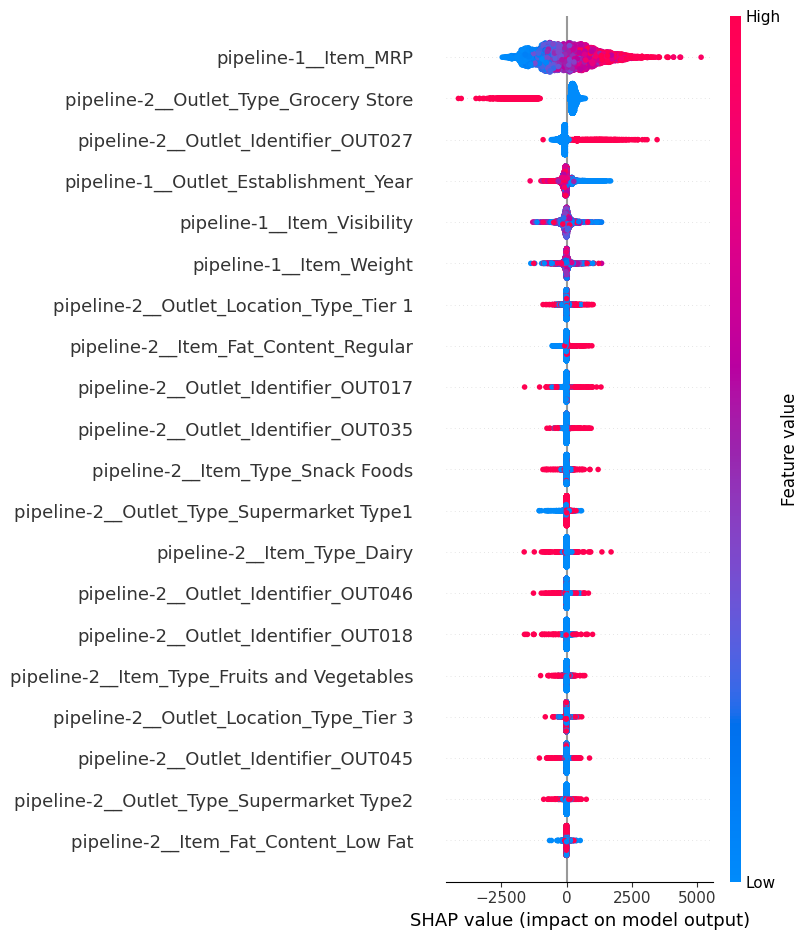 High
pipeline-1__Item_MRP
pipeline-2__Outlet_Type_Grocery Store
pipeline-2__Outlet_Identifier_OUT027
pipeline-1__Outlet_Establishment_Year
pipeline-1__Item_Visibility
pipeline-1__Item_Weight
pipeline-2__Outlet_Location_Type_Tier 1
pipeline-2__Item_Fat_Content_Regular
pipeline-2__Outlet_Identifier_OUT017
pipeline-2__Outlet_Identifier_OUT035
pipeline-2__Item_Type_Snack Foods
pipeline-2__Outlet_Type_Supermarket Type1
pipeline-2__Item_Type_Dairy
pipeline-2__Outlet_Identifier_OUT046
pipeline-2__Outlet_Identifier_OUT018
pipeline-2__Item_Type_Fruits and Vegetables
pipeline-2__Outlet_Location_Type_Tier 3
pipeline-2__Outlet_Identifier_OUT045
pipeline-2__Outlet_Type_Supermarket Type2
pipeline-2__Item_Fat_Content_Low Fat
Feature value
Low
−2500 0 2500 5000
SHAP value (impact on model output)